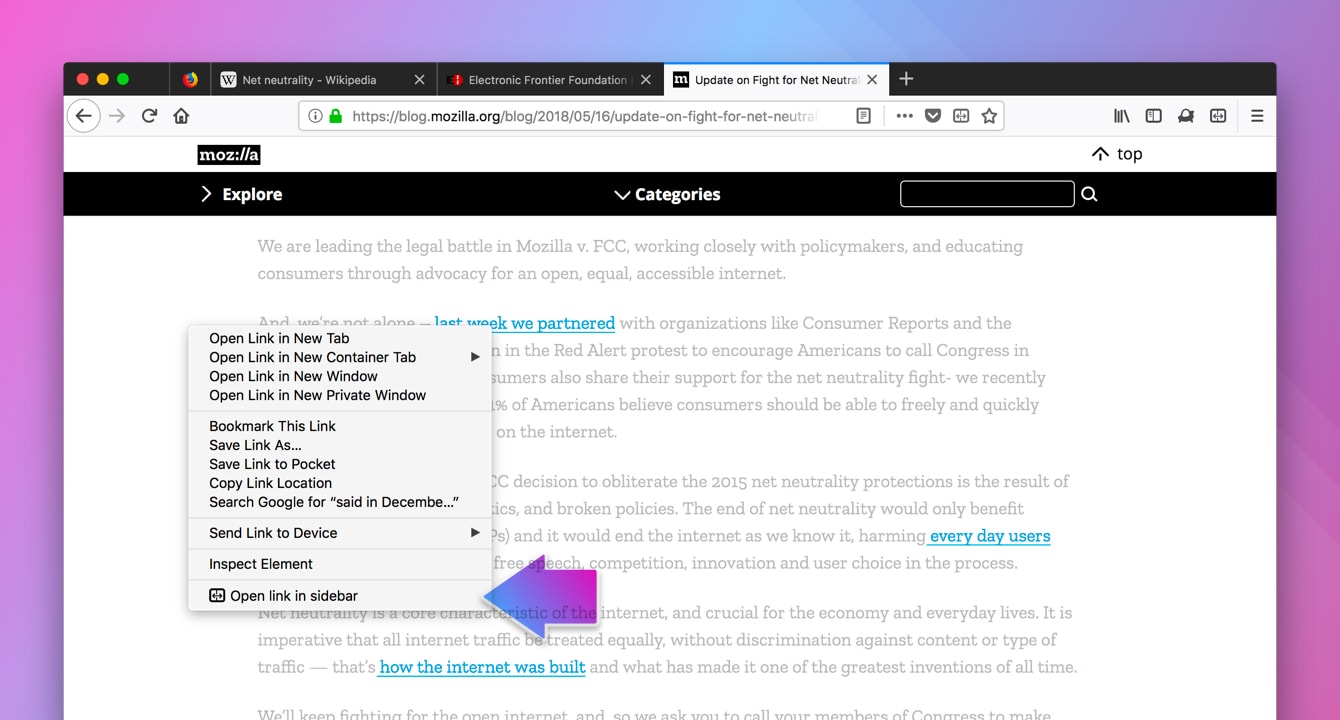 Net neutrality - Wikipedia
Electronic Frontier Foundation
Update on Fight for Net Neutral
https://blog.mozilla.org/blog/2018/05/16/update-on-fight-for-net-neutral
moz://a
top
Explore
Categories
We are leading the legal battle in Mozilla v. FCC, working closely with policymakers, and educating
consumers through advocacy for an open, equal, accessible internet.
And, we're not alone – last week we partnered with organizations like Consumer Reports and the
n in the Red Alert protest to encourage Americans to call Congress in
sumers also share their support for the net neutrality fight- we recently
1% of Americans believe consumers should be able to freely and quickly
on the internet.
CC decision to obliterate the 2015 net neutrality protections is the result of
tics, and broken policies. The end of net neutrality would only benefit
Ps) and it would end the internet as we know it, harming every day users
free speech, competition, innovation and user choice in the process.
Open Link in New Tab
Open Link in New Container Tab
Open Link in New Window
Open Link in New Private Window
Bookmark This Link
Save Link As...
Save Link to Pocket
Copy Link Location
Search Google for “said in Decembe...”
Send Link to Device
Inspect Element
Open link in sidebar
Net neutrality is a core characteristic of the internet, and crucial for the economy and everyday lives. It is
imperative that all internet traffic be treated equally, without discrimination against content or type of
traffic — that's how the internet was built and what has made it one of the greatest inventions of all time.
We'll keep fighting for the open internet, and, so we ask you to call your members of Congress to make